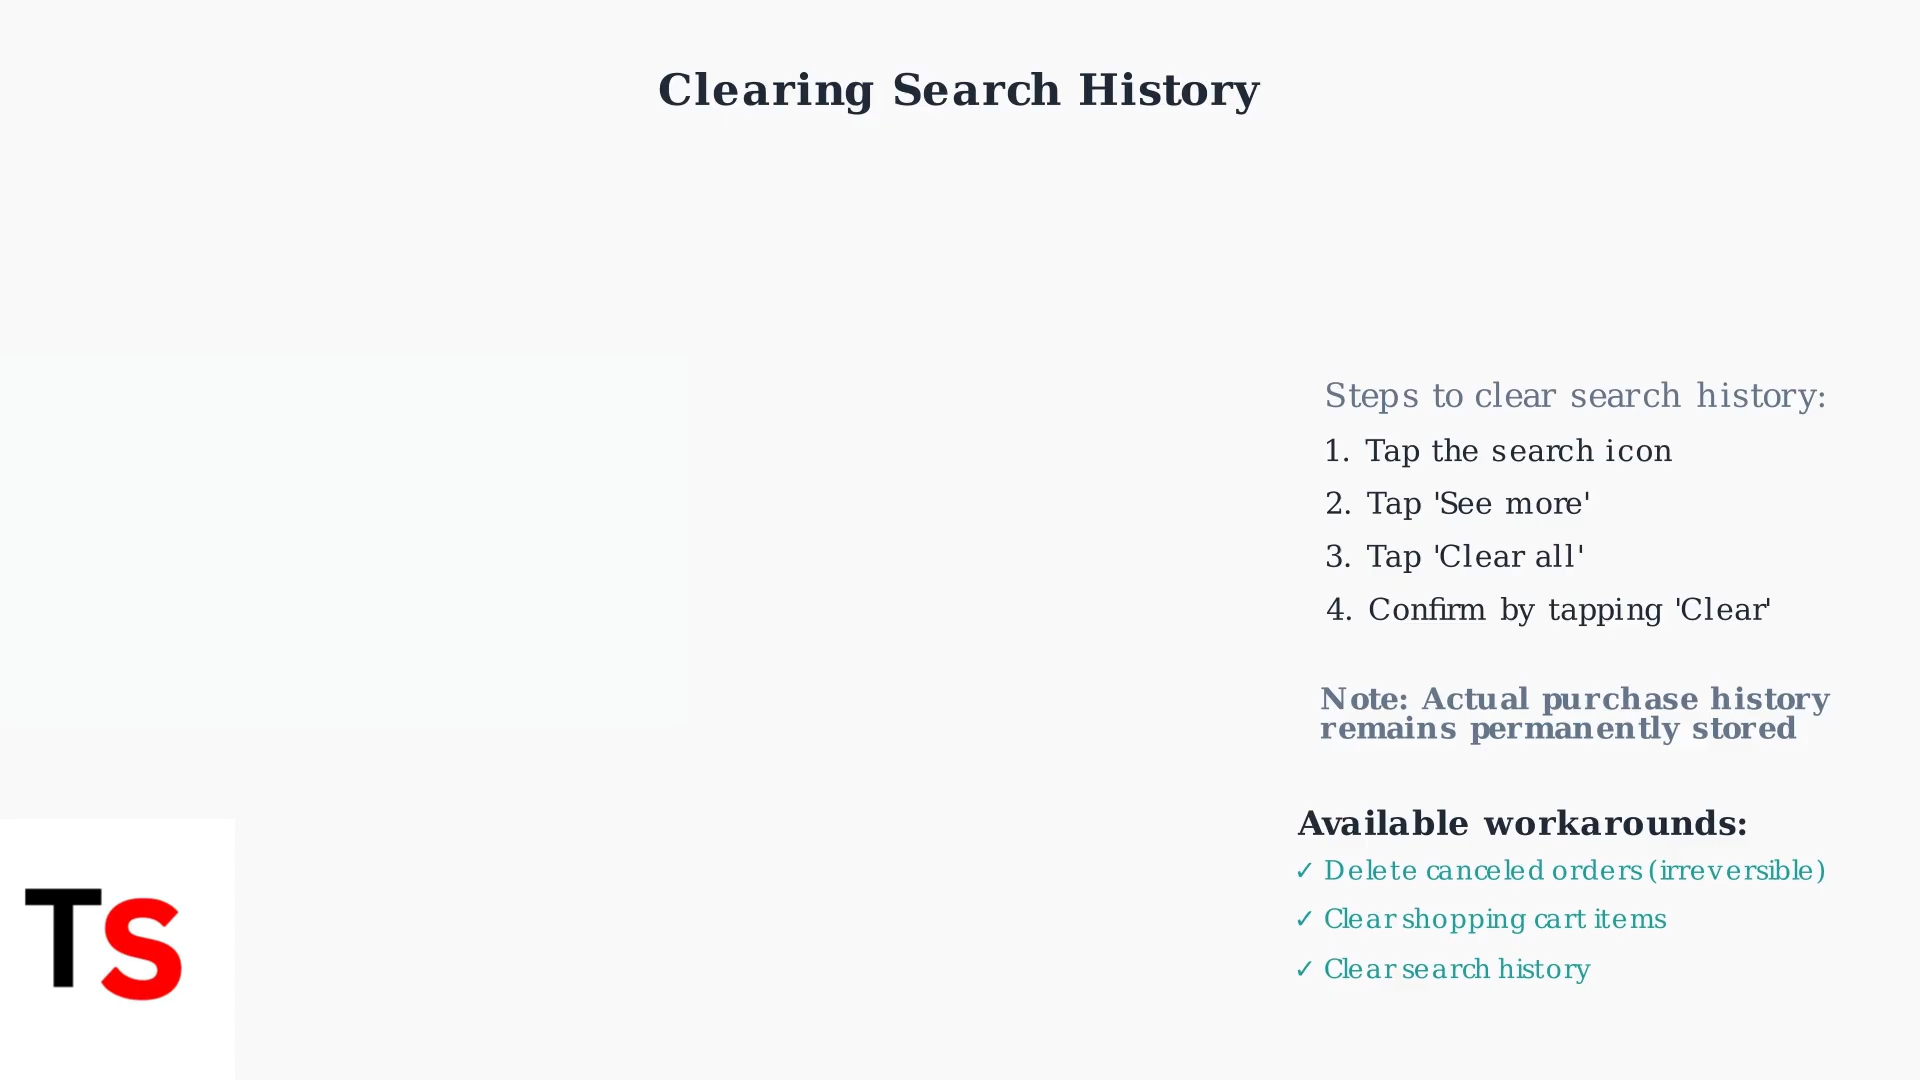 Clearing Search History
Steps to clear search history:
1. Tap the search icon
2. Tap 'See more'
3. Tap 'Clear all'
4. Confirm by tapping 'Clear'
Note: Actual purchase history
remains permanently stored
Available workarounds:
✓ Delete canceled orders (irreversible)
✓ Clear shopping cart items
✓ Clear search history
TS